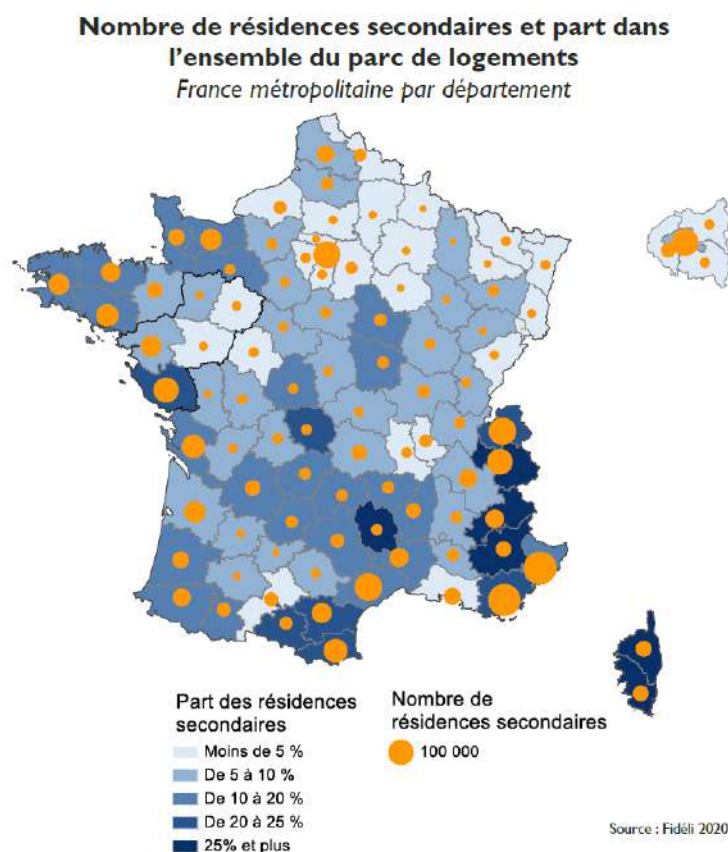 Nombre de résidences secondaires et part dans
l'ensemble du parc de logements
France métropolitaine par département
Part des résidences
secondaires
Moins de 5 %
De 5 à 10 %
De 10 à 20 %
De 20 à 25 %
25% et plus
Nombre de
résidences secondaires
100 000
Source : Fidéli 2020